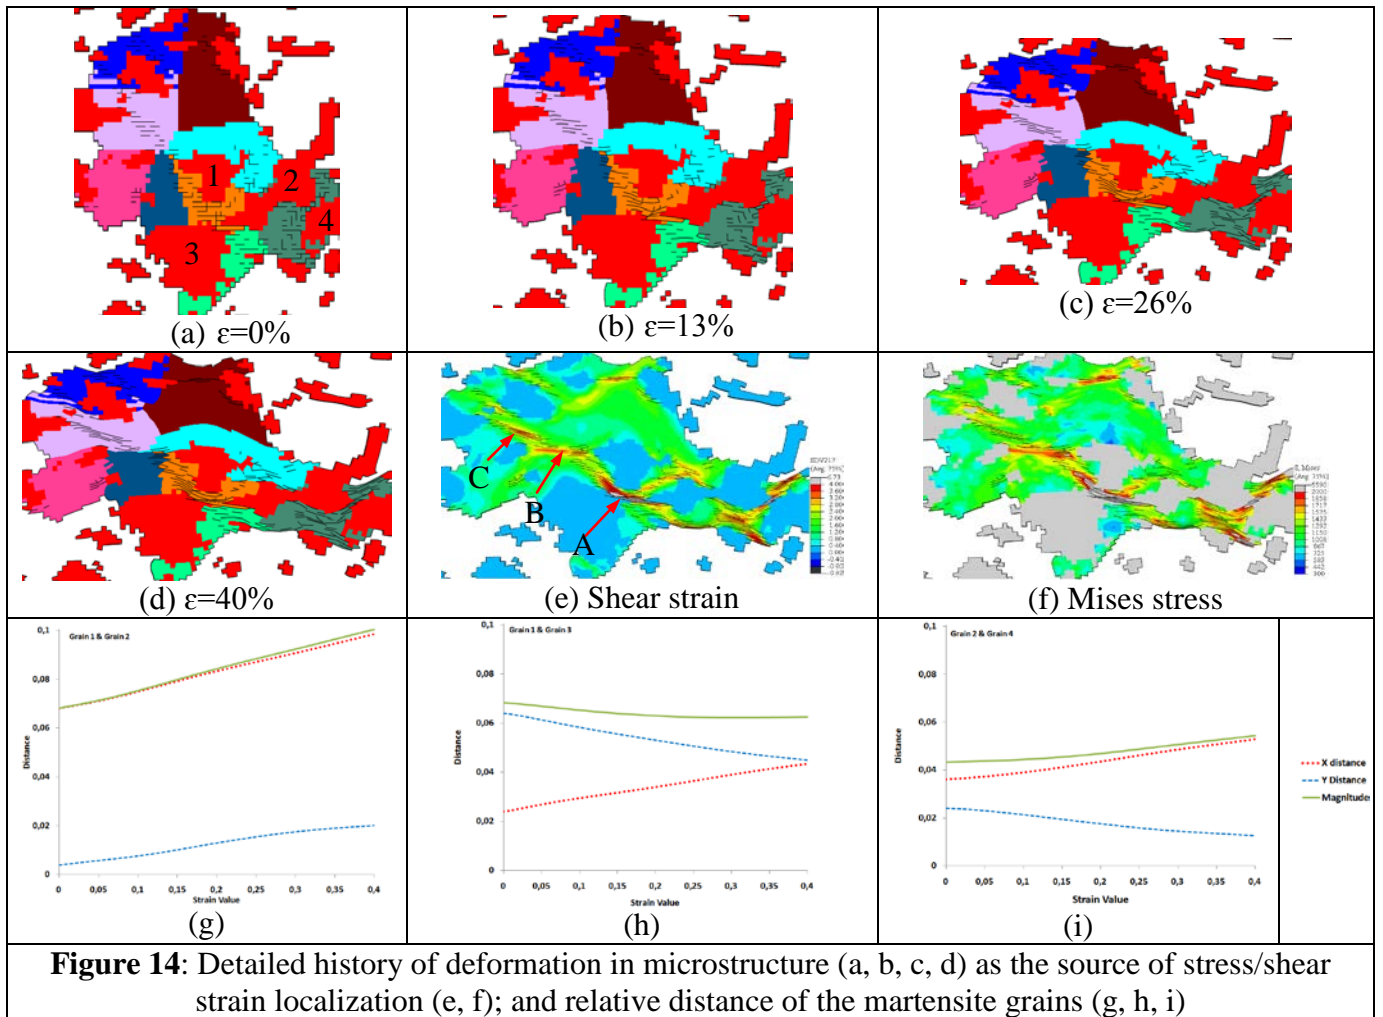 1
2
3
4
(a) ε=0%
(b) ε=13%
(c) ε=26%
C
B
A
(d) ε=40%
(e) Shear strain
(f) Mises stress
Grain 1 & Grain 2
0,1
0,08
0,06
0,04
0,02
0
Distance
0 0,05 0,1 0,15 0,2 0,25 0,3 0,35 0,4
Strain Value
(g)
Grain 1 & Grain 3
0,1
0,08
0,06
0,04
0,02
0
Distance
0 0,05 0,1 0,15 0,2 0,25 0,3 0,35 0,4
Strain Value
(h)
Grain 2 & Grain 4
0,1
0,08
0,06
0,04
0,02
0
Distance
0 0,05 0,1 0,15 0,2 0,25 0,3 0,35 0,4
Strain Value
(i)
X distance
Y Distance
Magnitude
Figure 14: Detailed history of deformation in microstructure (a, b, c, d) as the source of stress/shear
strain localization (e, f); and relative distance of the martensite grains (g, h, i)